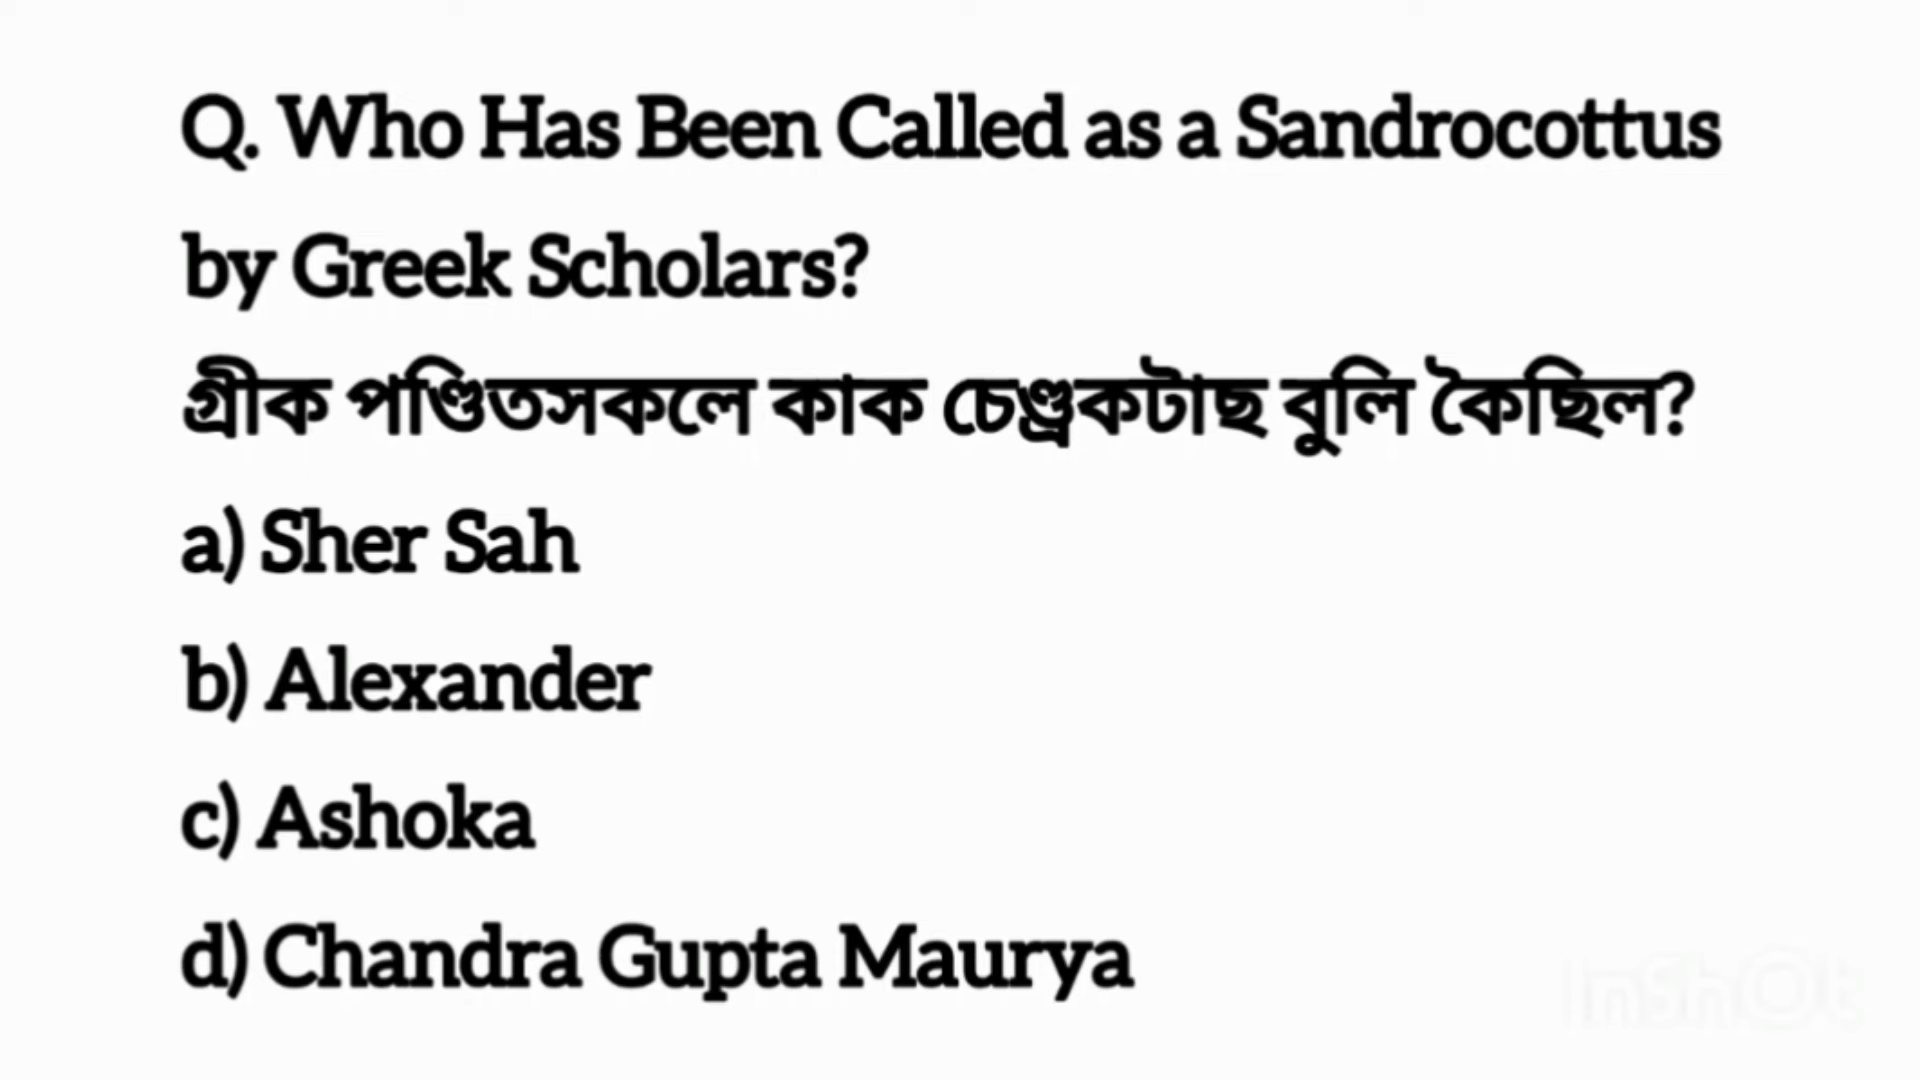 Q. Who Has Been Called as a Sandrocottus
by Greek Scholars?
গ্ৰীক পণ্ডিতসকলে কাক চেণ্ড্ৰকটাছ বুলি কৈছিল?
a) Sher Sah
b) Alexander
c) Ashoka
d) Chandra Gupta Maurya
InShOt